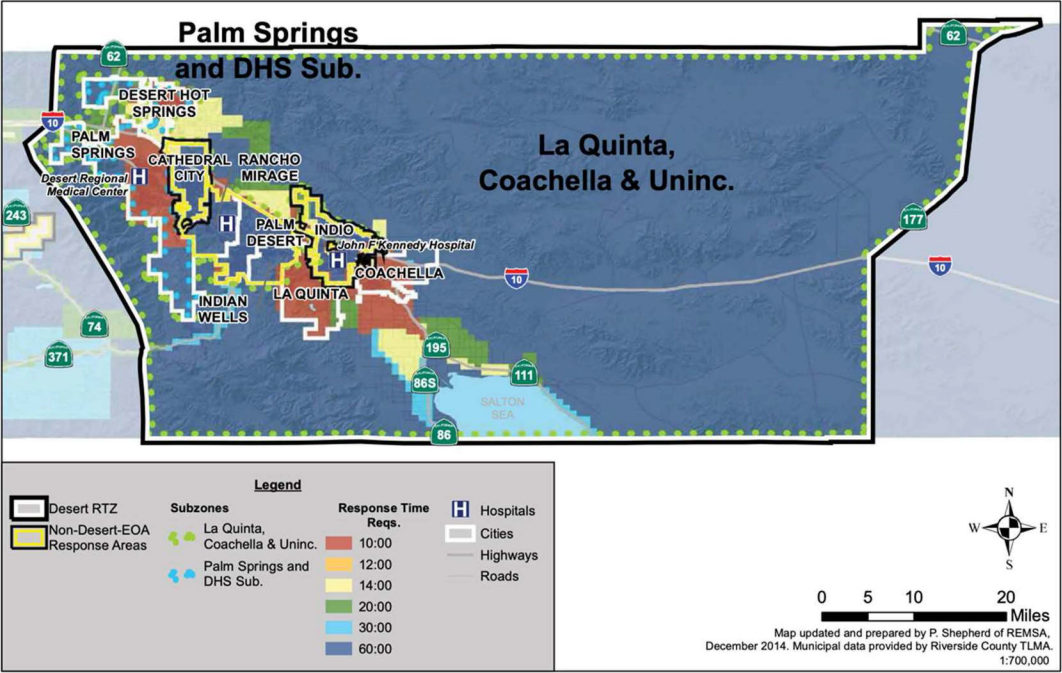 Palm Springs
and DHS Sub.
62
62
DESERT HOT
SPRINGS
10
PALM
SPRINGS
CATHEDRAL
CITY
RANCHO
MIRAGE
La Quinta,
Coachella & Uninc.
Desert Regional
Medical Center
H
243
H
177
PALM
DESERT
INDIO
John F Kennedy Hospital
H
COACHELLA
10
10
LA QUINTA
INDIAN
WELLS
74
371
195
86S
111
SALTON
SEA
86
Legend
Desert RTZ
Non-Desert-EOA
Response Areas
Subzones
La Quinta,
Coachella & Uninc.
Palm Springs and
DHS Sub.
Response Time
Reqs.
10:00
12:00
14:00
20:00
30:00
60:00
H Hospitals
Cities
Highways
Roads
N
W E
S
0 5 10 20
Miles
Map updated and prepared by P. Shepherd of REMSA,
December 2014. Municipal data provided by Riverside County TLMA.
1:700,000